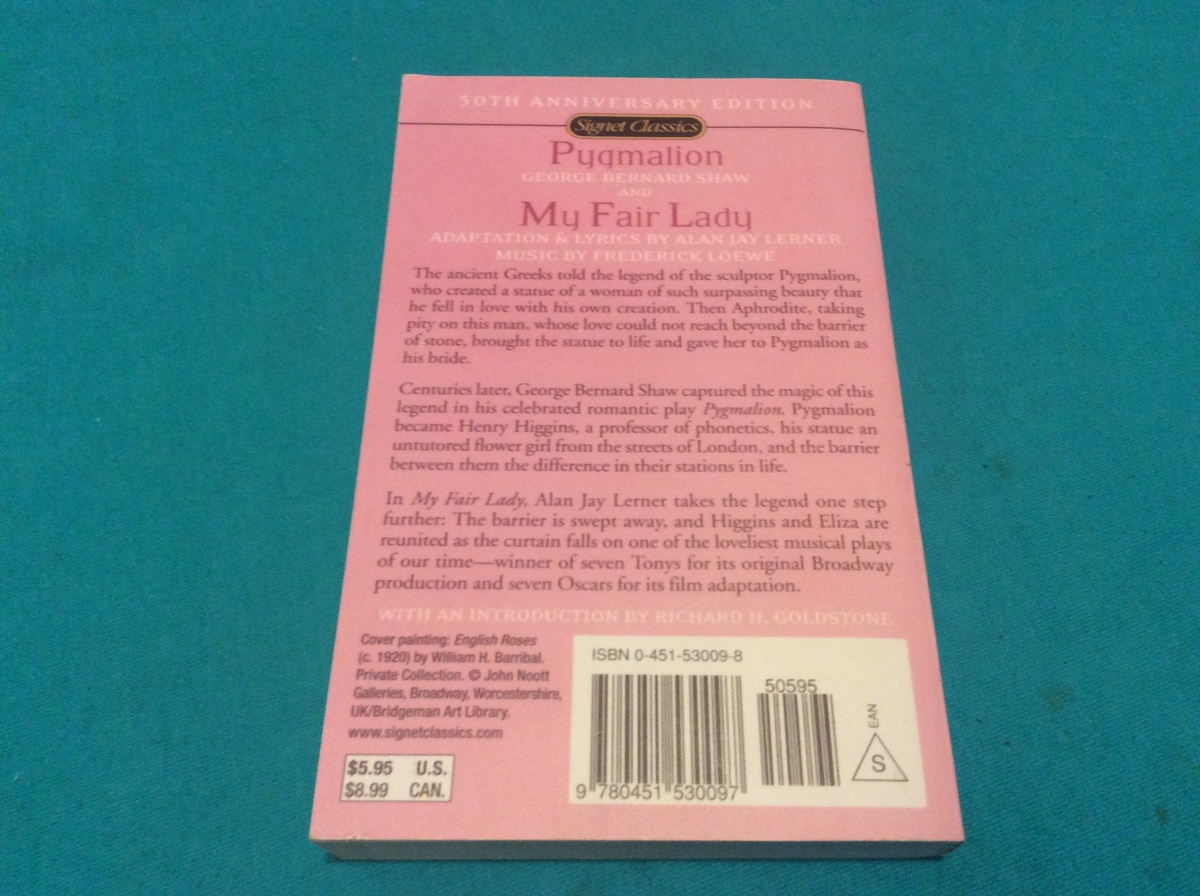 50TH ANNIVERSARY EDITION
Signet Classics
Pygmalion
GEORGE BERNARD SHAW
AND
My Fair Lady
ADAPTATION & LYRICS BY ALAN JAY LERNER
MUSIC BY FREDERICK LOEWE
The ancient Greeks told the legend of the sculptor Pygmalion,
who created a statue of a woman of such surpassing beauty that
he fell in love with his own creation. Then Aphrodite, taking
pity on this man, whose love could not reach beyond the barrier
of stone, brought the statue to life and gave her to Pygmalion as
his bride.
Centuries later, George Bernard Shaw captured the magic of this
legend in his celebrated romantic play Pygmalion. Pygmalion
became Henry Higgins, a professor of phonetics, his statue an
untutored flower girl from the streets of London, and the barrier
between them the difference in their stations in life.
In My Fair Lady, Alan Jay Lerner takes the legend one step
further: The barrier is swept away, and Higgins and Eliza are
reunited as the curtain falls on one of the loveliest musical plays
of our time—winner of seven Tonys for its original Broadway
production and seven Oscars for its film adaptation.
WITH AN INTRODUCTION BY RICHARD H. GOLDSTONE
Cover painting: English Roses
(c. 1920) by William H. Barribal.
Private Collection. © John Noott
Galleries, Broadway, Worcestershire,
UK/Bridgeman Art Library.
www.signetclassics.com
$5.95 U.S.
$8.99 CAN.
ISBN 0-451-53009-8
50595
9 780451 530097
EAN
S